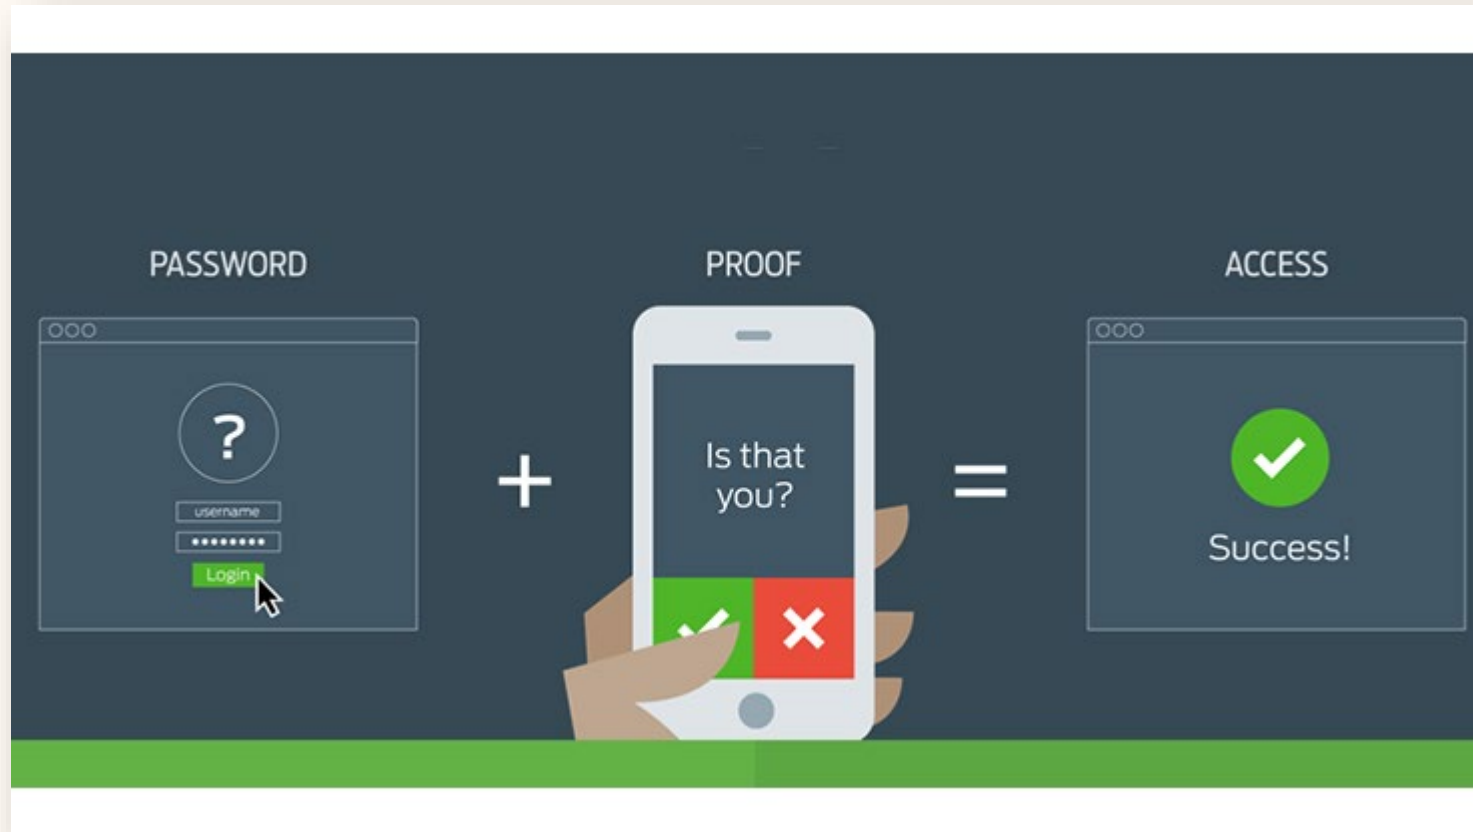 PASSWORD
PROOF
ACCESS
?
username
Login
+
Is that
you?
=
Success!